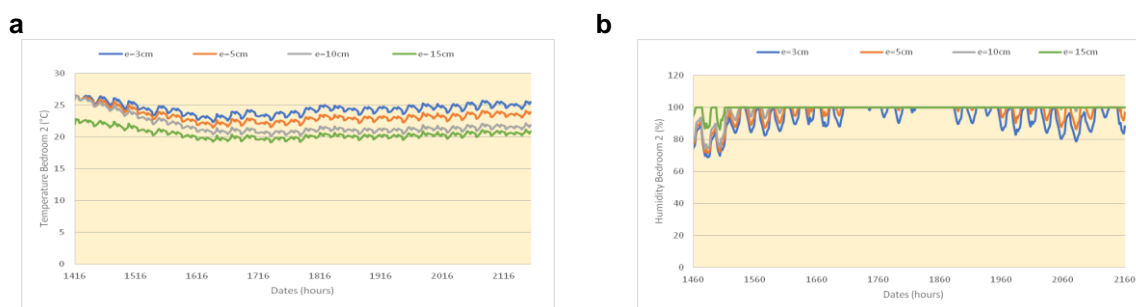 a
e=3cm e=5cm e=10cm e=15cm
30
25
20
15
10
5
0
Temperature Bedroom 2 (°C)
1416 1516 1616 1716 1816 1916 2016 2116
Dates (hours)
b
e=3cm e=5cm e=10cm e=15cm
120
100
80
60
40
20
0
Humidity Bedroom 2 (%)
1460 1560 1660 1760 1860 1960 2060 2160
Dates (hours)